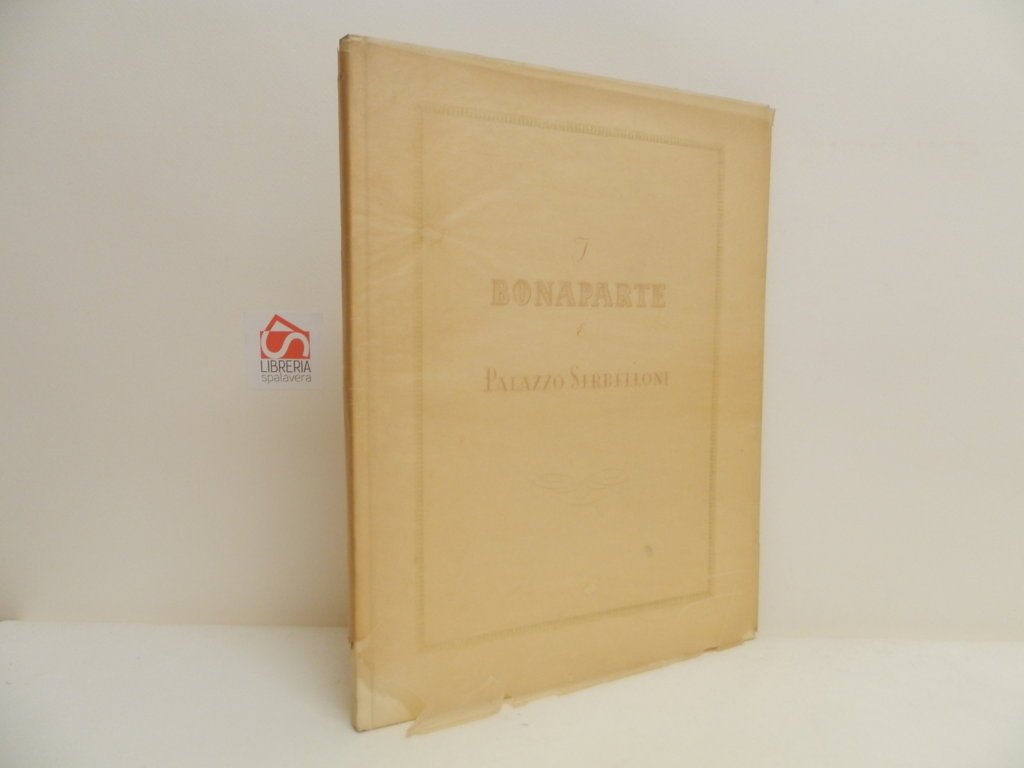 I
BONAPARTE
E
PALAZZO SERBELLONI
LIBRERIA
spalavera